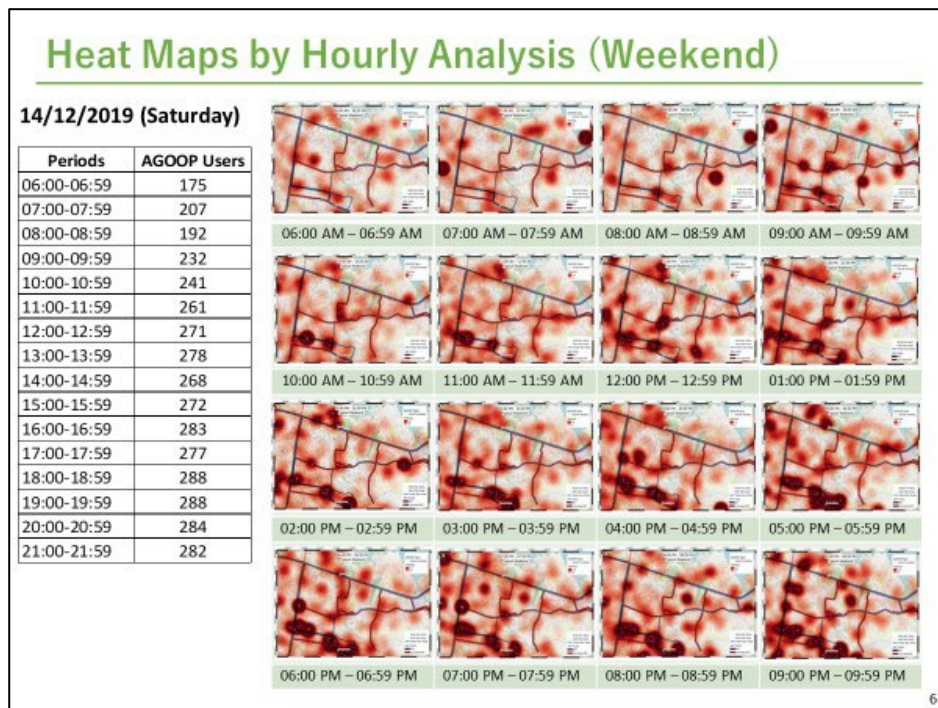 Heat Maps by Hourly Analysis (Weekend)
14/12/2019 (Saturday)
Periods AGOOP Users
06:00-06:59 175
07:00-07:59 207
08:00-08:59 192
09:00-09:59 232
10:00-10:59 241
11:00-11:59 261
12:00-12:59 271
13:00-13:59 278
14:00-14:59 268
15:00-15:59 272
16:00-16:59 283
17:00-17:59 277
18:00-18:59 288
19:00-19:59 288
20:00-20:59 284
21:00-21:59 282
06:00 AM – 06:59 AM 07:00 AM – 07:59 AM 08:00 AM – 08:59 AM 09:00 AM – 09:59 AM
10:00 AM – 10:59 AM 11:00 AM – 11:59 AM 12:00 PM – 12:59 PM 01:00 PM – 01:59 PM
02:00 PM – 02:59 PM 03:00 PM – 03:59 PM 04:00 PM – 04:59 PM 05:00 PM – 05:59 PM
06:00 PM – 06:59 PM 07:00 PM – 07:59 PM 08:00 PM – 08:59 PM 09:00 PM – 09:59 PM
6